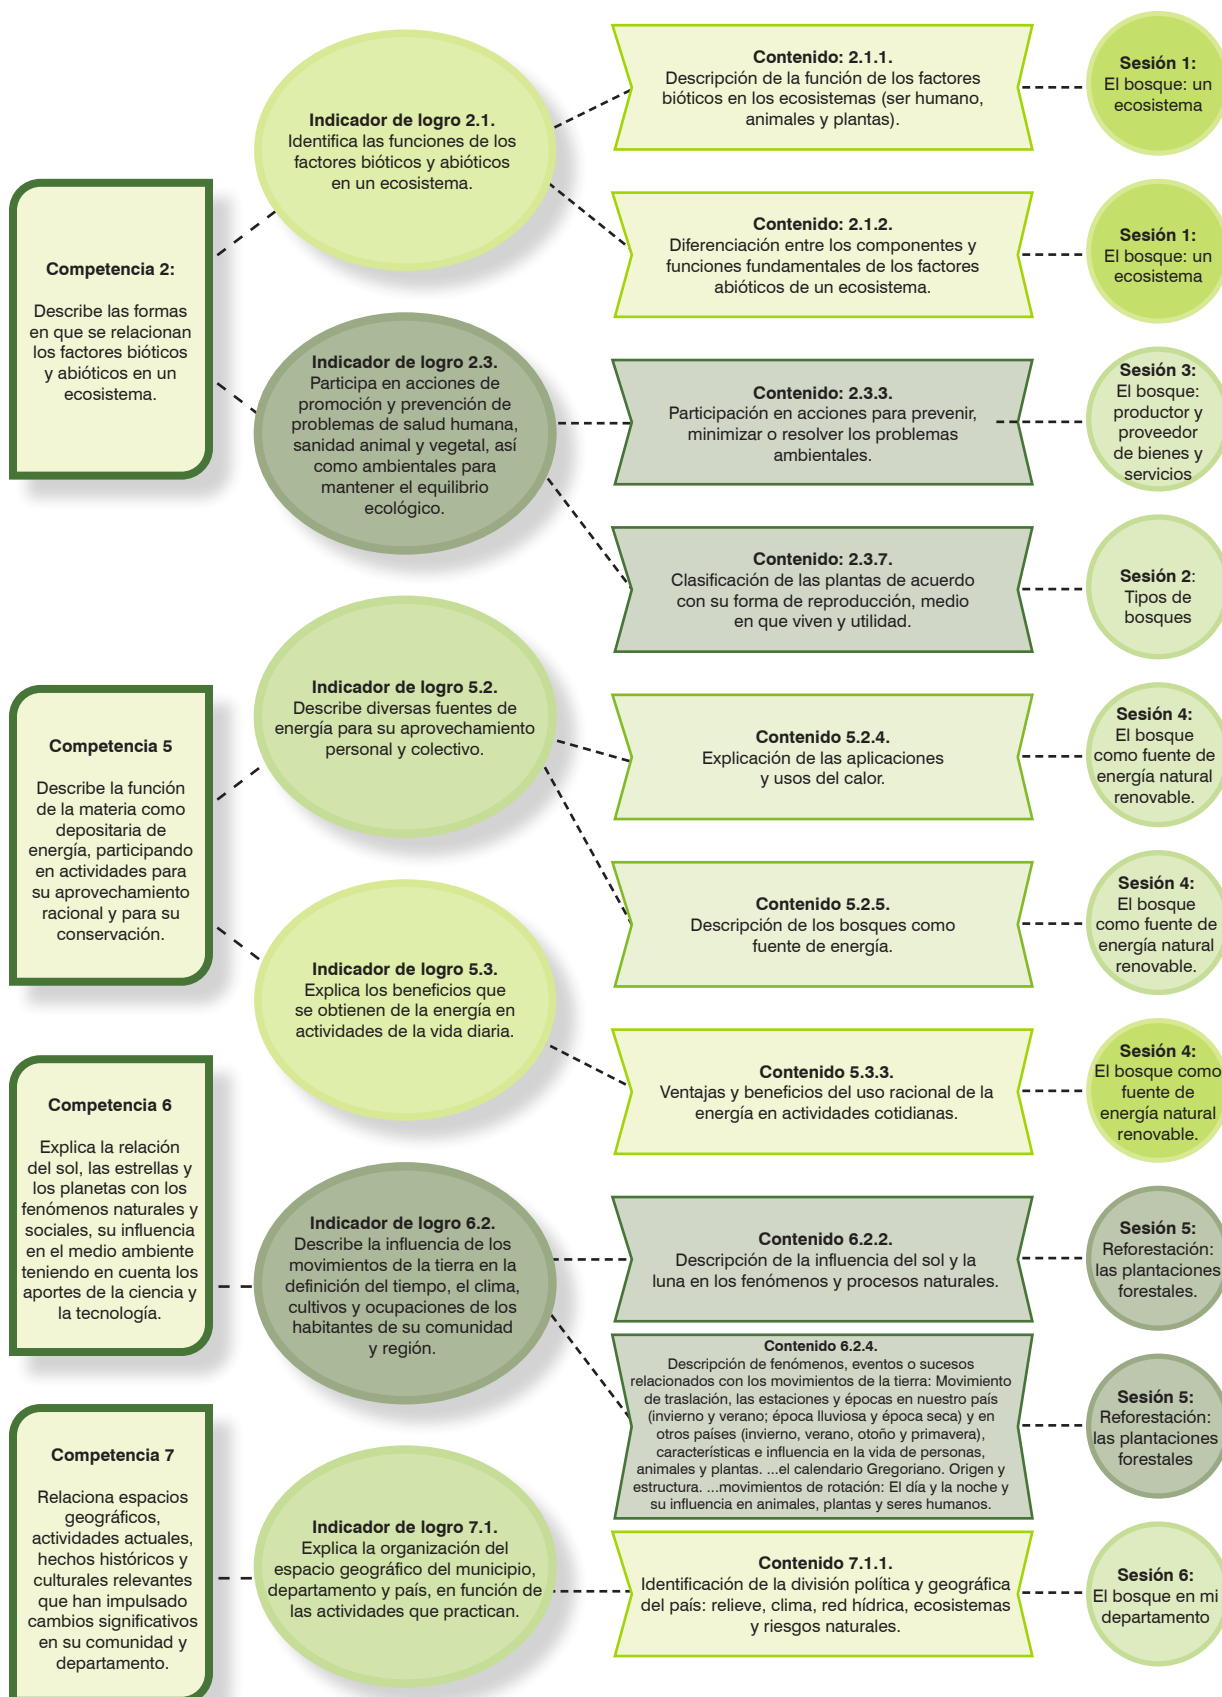 Competencia 2:
Describe las formas
en que se relacionan
los factores bióticos
y abióticos en un
ecosistema.
Indicador de logro 2.1.
Identifica las funciones de los
factores bióticos y abióticos
en un ecosistema.
Contenido: 2.1.1.
Descripción de la función de los factores
bióticos en los ecosistemas (ser humano,
animales y plantas).
Sesión 1:
El bosque: un
ecosistema
Contenido: 2.1.2.
Diferenciación entre los componentes y
funciones fundamentales de los factores
abióticos de un ecosistema.
Sesión 1:
El bosque: un
ecosistema
Indicador de logro 2.3.
Participa en acciones de
promoción y prevención de
problemas de salud humana,
sanidad animal y vegetal, así
como ambientales para
mantener el equilibrio
ecológico.
Contenido: 2.3.3.
Participación en acciones para prevenir,
minimizar o resolver los problemas
ambientales.
Sesión 3:
El bosque:
productor y
proveedor
de bienes y
servicios
Contenido: 2.3.7.
Clasificación de las plantas de acuerdo
con su forma de reproducción, medio
en que viven y utilidad.
Sesión 2:
Tipos de
bosques
Competencia 5
Describe la función
de la materia como
depositaria de
energía, participando
en actividades para
su aprovechamiento
racional y para su
conservación.
Indicador de logro 5.2.
Describe diversas fuentes de
energía para su aprovechamiento
personal y colectivo.
Contenido 5.2.4.
Explicación de las aplicaciones
y usos del calor.
Sesión 4:
El bosque
como fuente de
energía natural
renovable.
Contenido 5.2.5.
Descripción de los bosques como
fuente de energía.
Sesión 4:
El bosque
como fuente de
energía natural
renovable.
Indicador de logro 5.3.
Explica los beneficios que
se obtienen de la energía en
actividades de la vida diaria.
Contenido 5.3.3.
Ventajas y beneficios del uso racional de la
energía en actividades cotidianas.
Sesión 4:
El bosque como
fuente de
energía natural
renovable.
Competencia 6
Explica la relación
del sol, las estrellas y
los planetas con los
fenómenos naturales y
sociales, su influencia
en el medio ambiente
teniendo en cuenta los
aportes de la ciencia y
la tecnología.
Indicador de logro 6.2.
Describe la influencia de los
movimientos de la tierra en la
definición del tiempo, el clima,
cultivos y ocupaciones de los
habitantes de su comunidad
y región.
Contenido 6.2.2.
Descripción de la influencia del sol y la
luna en los fenómenos y procesos naturales.
Sesión 5:
Reforestación:
las plantaciones
forestales.
Contenido 6.2.4.
Descripción de fenómenos, eventos o sucesos
relacionados con los movimientos de la tierra: Movimiento
de traslación, las estaciones y épocas en nuestro país
(invierno y verano; época lluviosa y época seca) y en
otros países (invierno, verano, otoño y primavera),
características e influencia en la vida de personas,
animales y plantas. ...el calendario Gregoriano. Origen y
estructura. ...movimientos de rotación: El día y la noche y
su influencia en animales, plantas y seres humanos.
Sesión 5:
Reforestación:
las plantaciones
forestales
Competencia 7
Relaciona espacios
geográficos,
actividades actuales,
hechos históricos y
culturales relevantes
que han impulsado
cambios significativos
en su comunidad y
departamento.
Indicador de logro 7.1.
Explica la organización del
espacio geográfico del municipio,
departamento y país, en función de
las actividades que practican.
Contenido 7.1.1.
Identificación de la división política y geográfica
del país: relieve, clima, red hídrica, ecosistemas
y riesgos naturales.
Sesión 6:
El bosque en mi
departamento